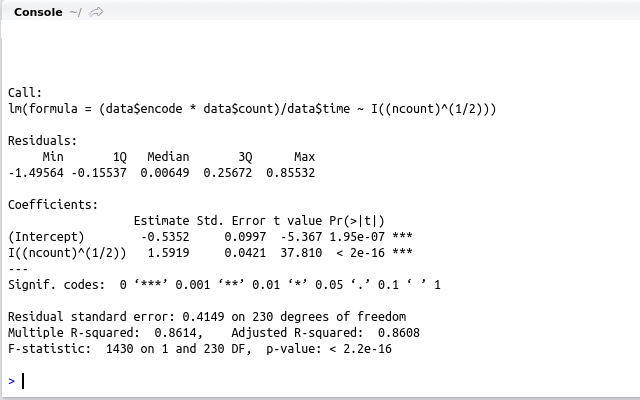 Console ~/
Call:
lm(formula = (data$encode * data$count)/data$time ~ I((ncount)^(1/2)))
Residuals:
     Min       1Q   Median       3Q      Max
-1.49564 -0.15537  0.00649  0.25672  0.85532
Coefficients:
                  Estimate Std. Error t value Pr(>|t|)
(Intercept)        -0.5352     0.0997  -5.367 1.95e-07 ***
I((ncount)^(1/2))   1.5919     0.0421  37.810  < 2e-16 ***
---
Signif. codes:  0 ‘***’ 0.001 ‘**’ 0.01 ‘*’ 0.05 ‘.’ 0.1 ‘ ’ 1
Residual standard error: 0.4149 on 230 degrees of freedom
Multiple R-squared:  0.8614,    Adjusted R-squared:  0.8608
F-statistic:  1430 on 1 and 230 DF,  p-value: < 2.2e-16
>